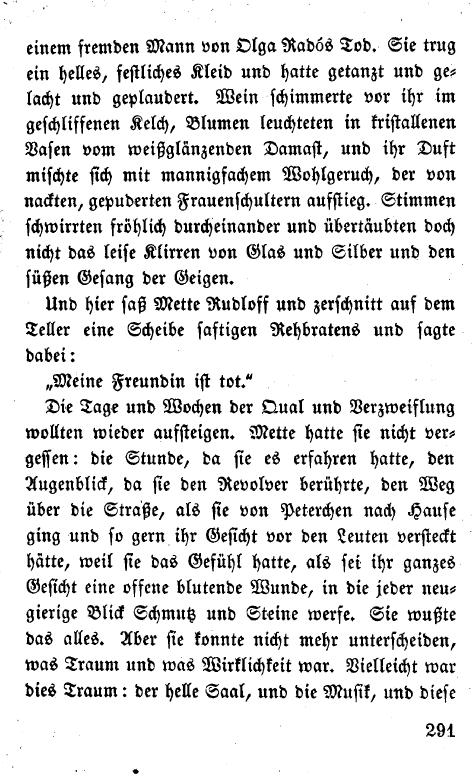 einem fremden Mann von Olga Radós Tod. Sie trug
ein helles, festliches Kleid und hatte getanzt und ge-
lacht und geplaudert. Wein schimmerte vor ihr im
geschliffenen Kelch, Blumen leuchteten in kristallenen
Vasen vom weißglänzenden Damast, und ihr Duft
mischte sich mit mannigfachem Wohlgeruch, der von
nackten, gepuderten Frauenschultern aufstieg. Stimmen
schwirrten fröhlich durcheinander und übertäubten doch
nicht das leise Klirren von Glas und Silber und den
süßen Gesang der Geigen.
Und hier saß Mette Rudloff und zerschnitt auf dem
Teller eine Scheibe saftigen Rehbratens und sagte
dabei:
„Meine Freundin ist tot.“
Die Tage und Wochen der Qual und Verzweiflung
wollten wieder aufsteigen. Mette hatte sie nicht ver-
gessen: die Stunde, da sie es erfahren hatte, den
Augenblick, da sie den Revolver berührte, den Weg
über die Straße, als sie von Peterchen nach Hause
ging und so gern ihr Gesicht vor den Leuten versteckt
hätte, weil sie das Gefühl hatte, als sei ihr ganzes
Gesicht eine offene blutende Wunde, in die jeder neu-
gierige Blick Schmutz und Steine werfe. Sie wußte
das alles. Aber sie konnte nicht mehr unterscheiden,
was Traum und was Wirklichkeit war. Vielleicht war
dies Traum: der helle Saal, und die Musik, und diese
291